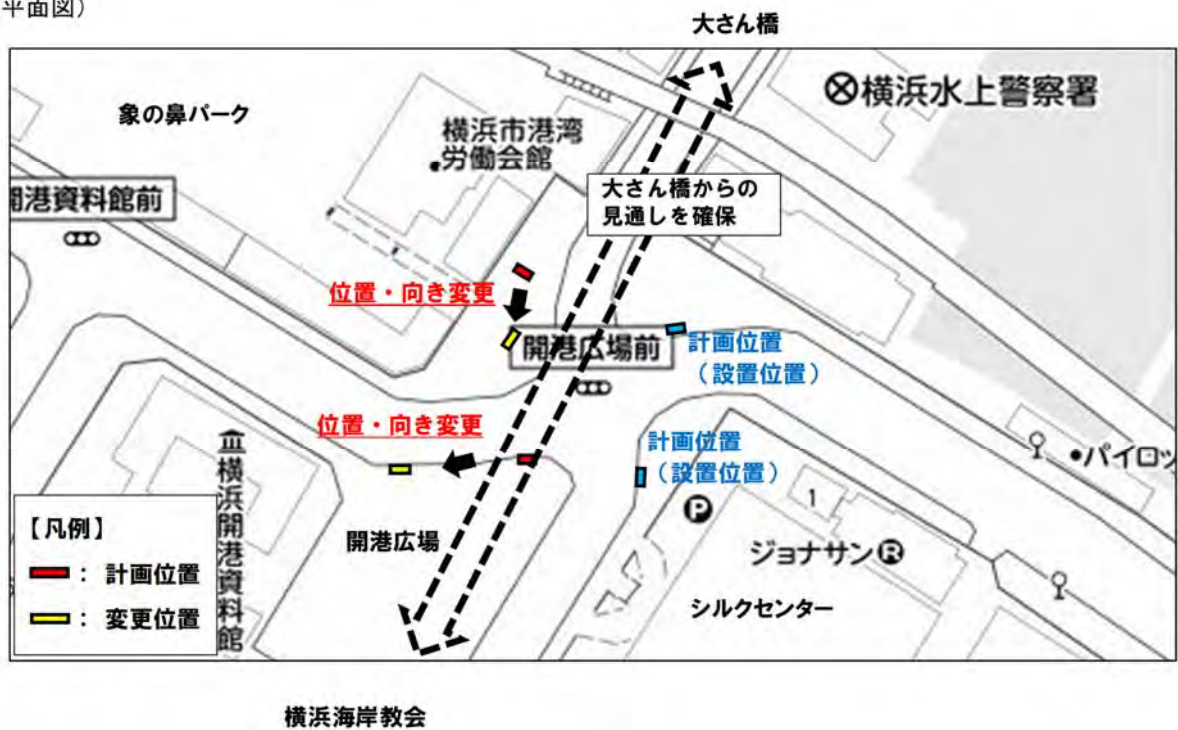 平面図）
大さん橋
横浜水上警察署
象の鼻パーク
横浜市港湾
労働会館
大さん橋からの
見通しを確保
開港資料館前
位置・向き変更
開港広場前
計画位置
（設置位置）
位置・向き変更
計画位置
（設置位置）
パイロッ
P
1
横浜開港資料館
【凡例】
：計画位置
：変更位置
開港広場
ジョナサンR
シルクセンター
横浜海岸教会